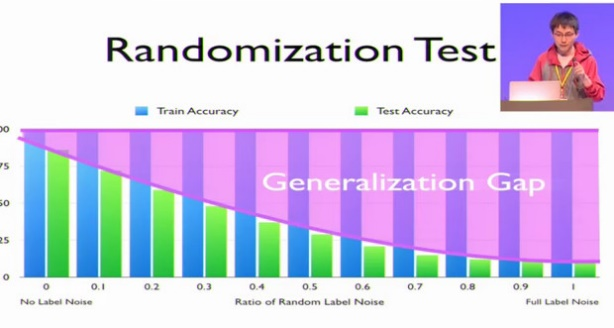 Randomization Test
Train Accuracy
Test Accuracy
00
75
50
25
0
Generalization Gap
0 0.1 0.2 0.3 0.4 0.5 0.6 0.7 0.8 0.9 1
No Label Noise
Ratio of Random Label Noise
Full Label Noise